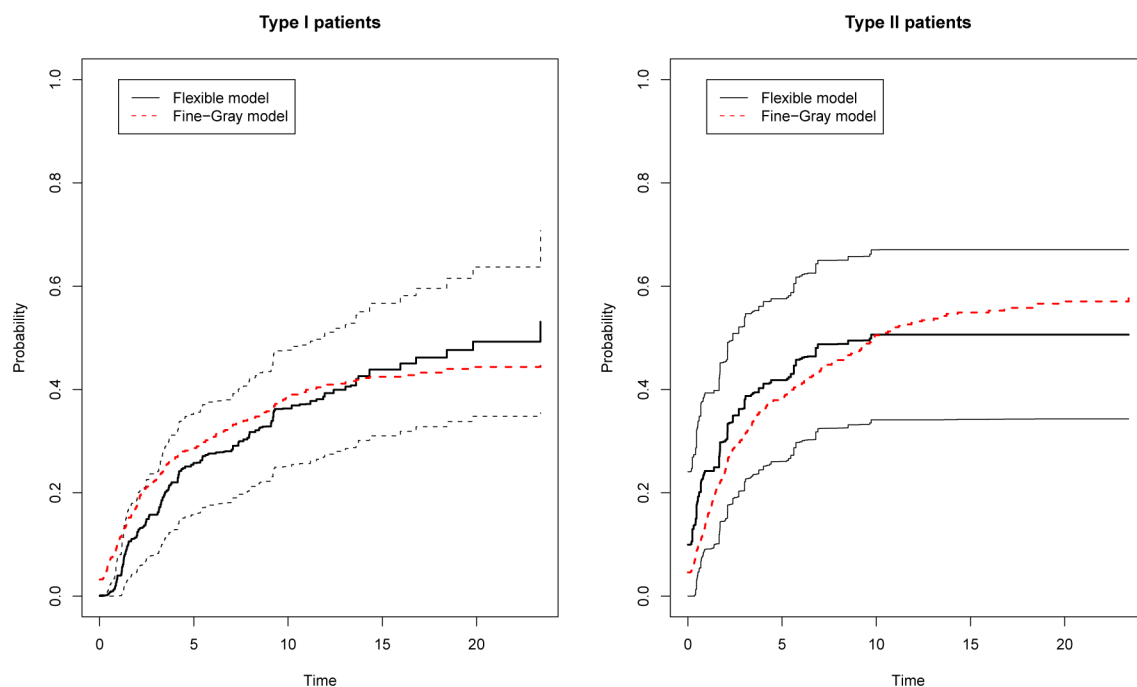 Type I patients
Flexible model
Fine−Gray model
Probability
0.0
0.2
0.4
0.6
0.8
1.0
0
5
10
15
20
Time
Type II patients
Flexible model
Fine−Gray model
Probability
0.0
0.2
0.4
0.6
0.8
1.0
0
5
10
15
20
Time